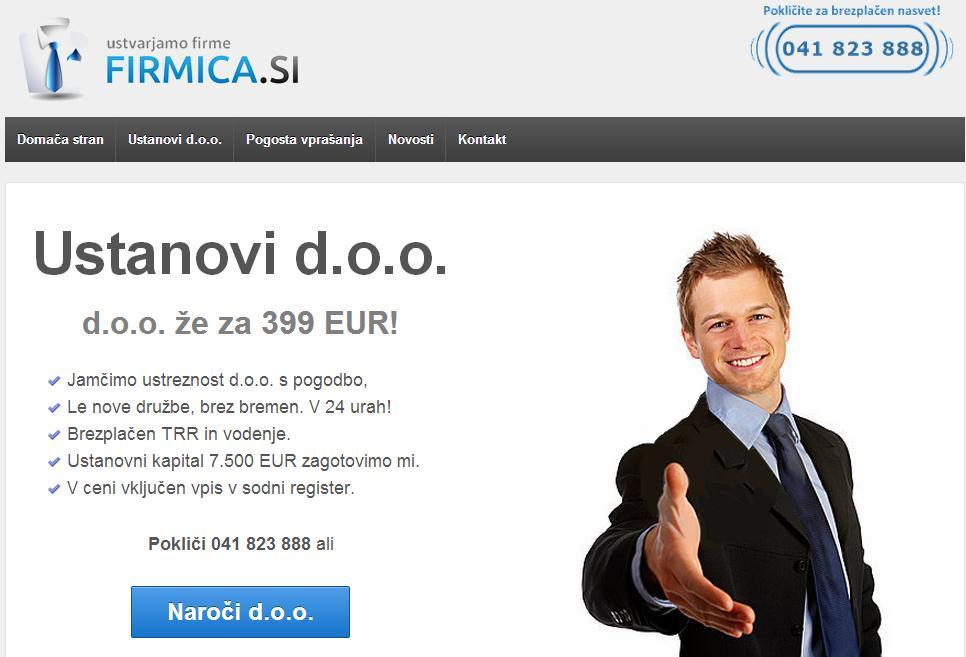 Pokličite za brezplačen nasvet!
041 823 888
ustvarjamo firme
FIRMICA.SI
Domača stran Ustanovi d.o.o. Pogosta vprašanja Novosti Kontakt
Ustanovi d.o.o.
d.o.o. že za 399 EUR!
Jamčimo ustreznost d.o.o. s pogodbo,
Le nove družbe, brez bremen. V 24 urah!
Brezplačen TRR in vodenje.
Ustanovni kapital 7.500 EUR zagotovimo mi.
V ceni vključen vpis v sodni register.
Pokliči 041 823 888 ali
Naroči d.o.o.